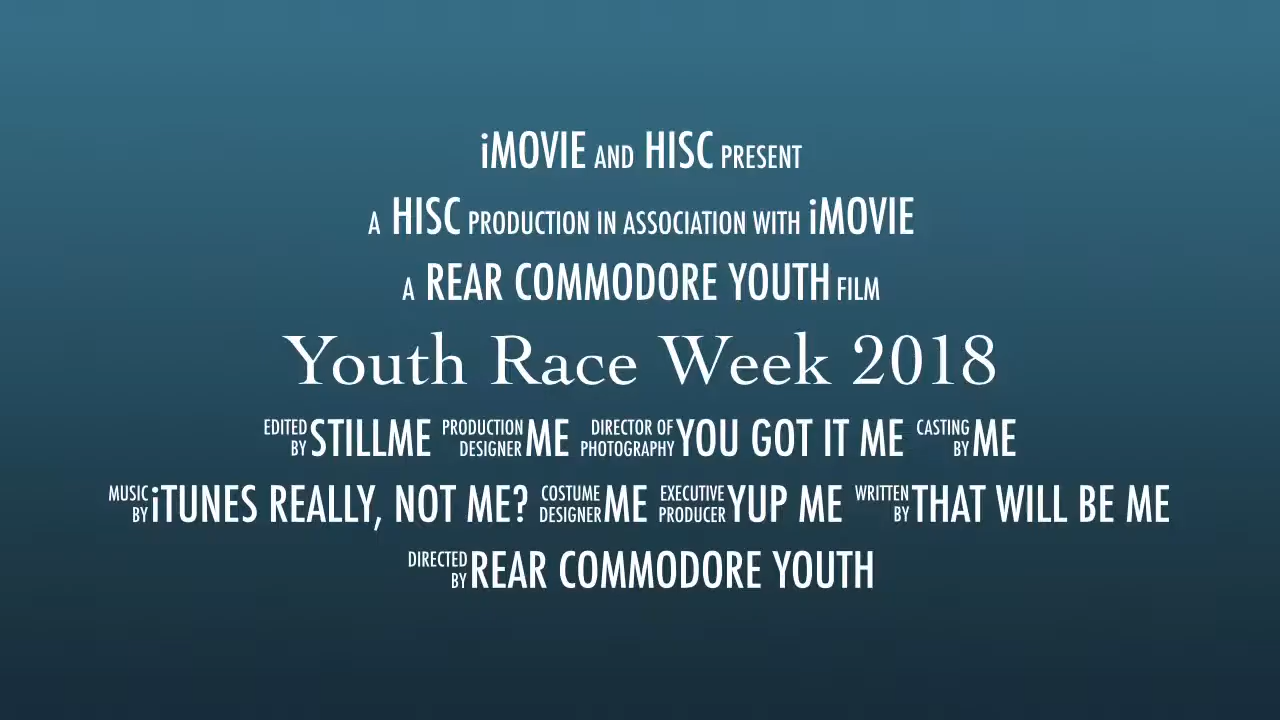 iMOVIE AND HISC PRESENT
A HISC PRODUCTION IN ASSOCIATION WITH iMOVIE
A REAR COMMODORE YOUTH FILM
Youth Race Week 2018
EDITED BY STILLME PRODUCTION DESIGNER ME DIRECTOR OF PHOTOGRAPHY YOU GOT IT ME CASTING BY ME
MUSIC BY iTUNES REALLY, NOT ME? COSTUME DESIGNER ME EXECUTIVE PRODUCER YUP ME WRITTEN BY THAT WILL BE ME
DIRECTED BY REAR COMMODORE YOUTH